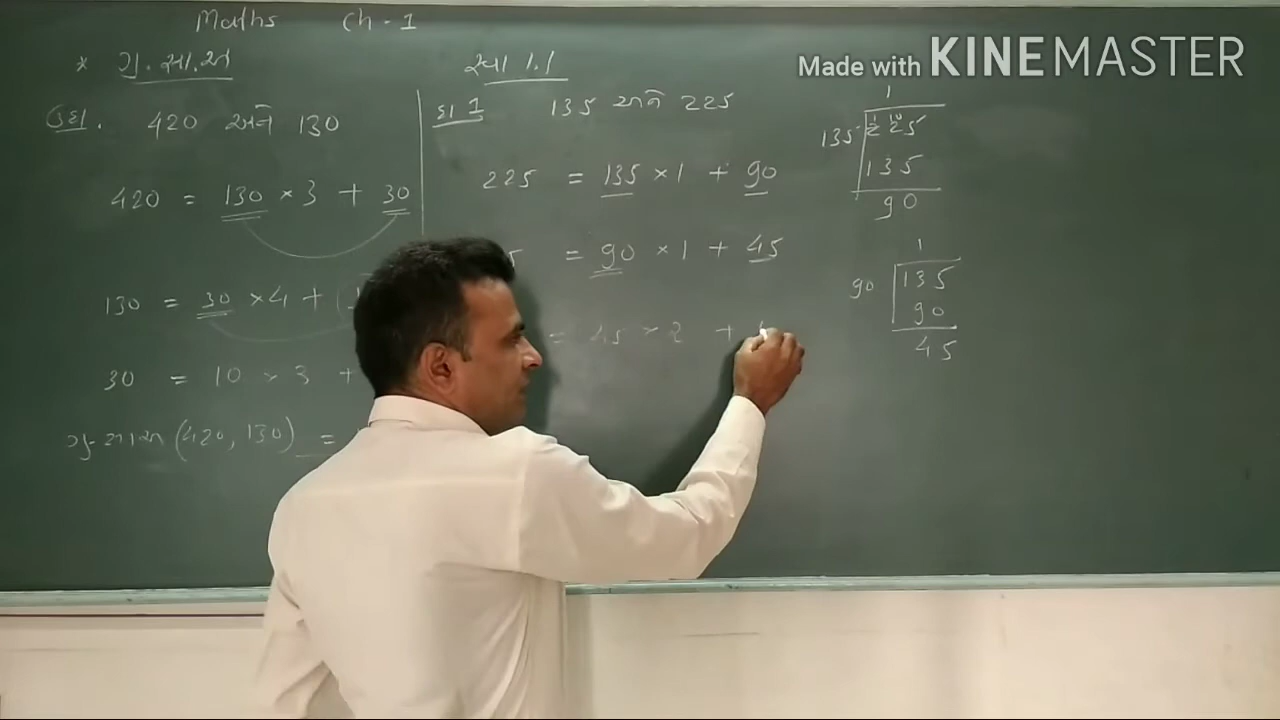 Maths Ch - 1
Made with KINEMASTER
* ગુ. સા. અ
ઉદા. 420 અને 130
420 = 130 × 3 + 30
130 = 30 × 4 + (
30 = 10 × 3 +
ગુ. સા. અ (420, 130) =
સ્વા 1.1
દા 1 135 અને 225
225 = 135 × 1 + 90
5 = 90 × 1 + 45
= 45 × 2 +
1
135 225
135
90
1
90 135
90
45